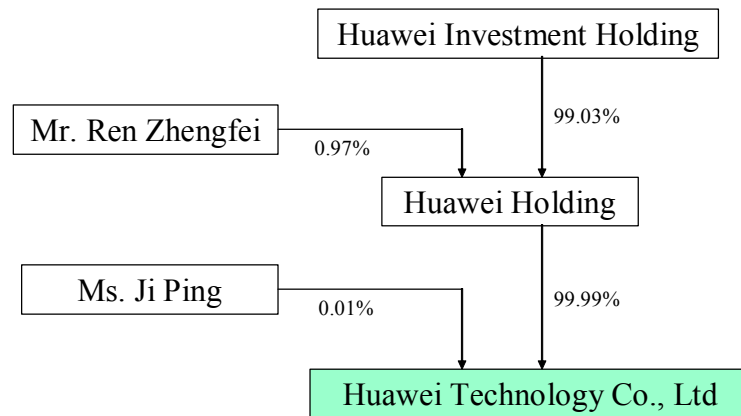 Huawei Investment Holding
99.03%
Mr. Ren Zhengfei
0.97%
Huawei Holding
Ms. Ji Ping
0.01%
99.99%
Huawei Technology Co., Ltd